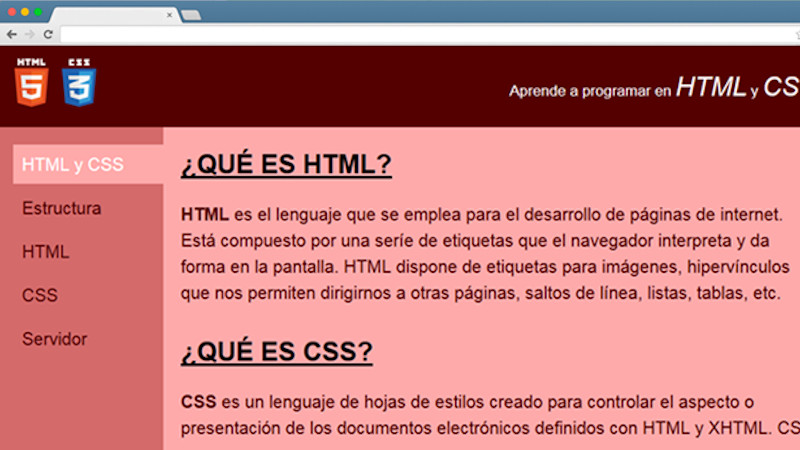 HTML CSS
5 3
Aprende a programar en HTML y CS
HTML y CSS
Estructura
HTML
CSS
Servidor
¿QUÉ ES HTML?
HTML es el lenguaje que se emplea para el desarrollo de páginas de internet.
Está compuesto por una seríe de etiquetas que el navegador interpreta y da
forma en la pantalla. HTML dispone de etiquetas para imágenes, hipervínculos
que nos permiten dirigirnos a otras páginas, saltos de línea, listas, tablas, etc.
¿QUÉ ES CSS?
CSS es un lenguaje de hojas de estilos creado para controlar el aspecto o
presentación de los documentos electrónicos definidos con HTML y XHTML. CS